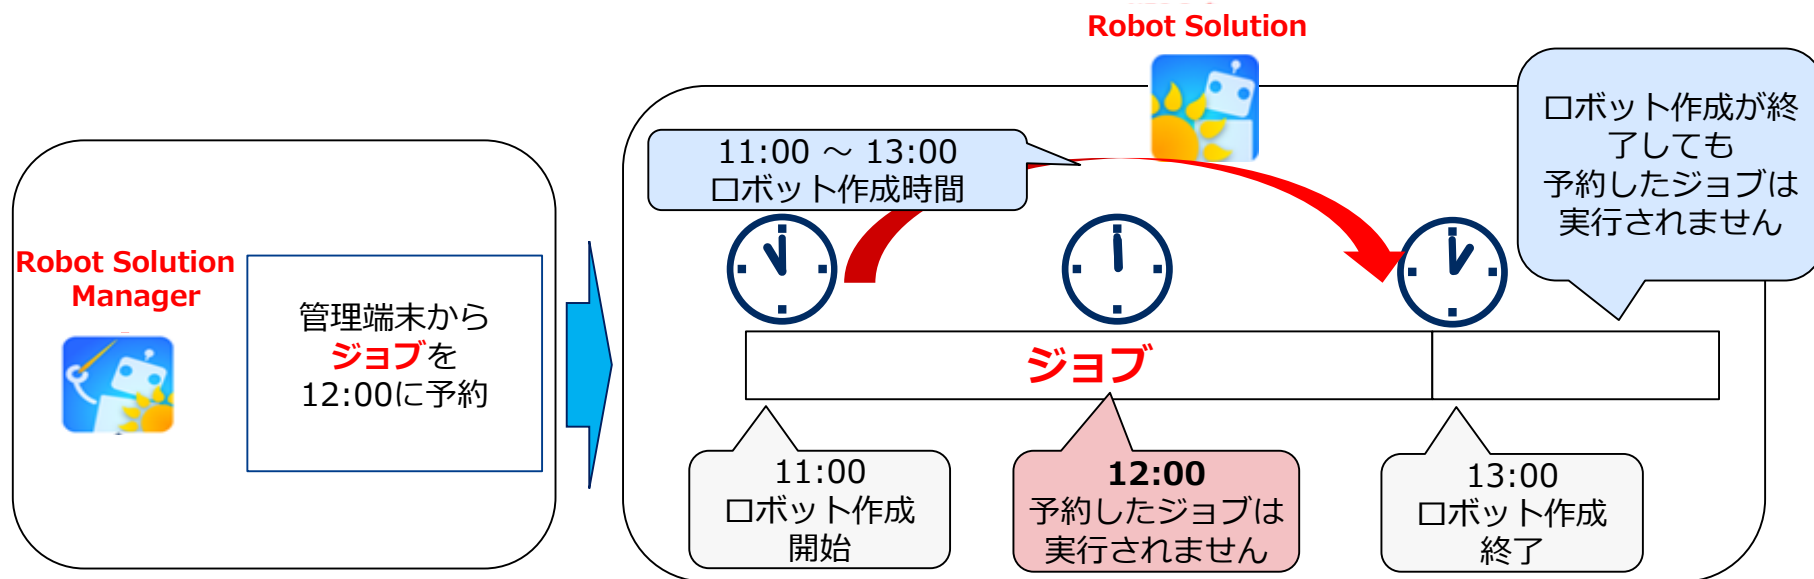 Robot Solution
Manager
管理端末から
ジョブを
12:00に予約
Robot Solution
11:00 ～ 13:00
ロボット作成時間
ロボット作成が終
了しても
予約したジョブは
実行されません
ジョブ
11:00
ロボット作成
開始
12:00
予約したジョブは
実行されません
13:00
ロボット作成
終了